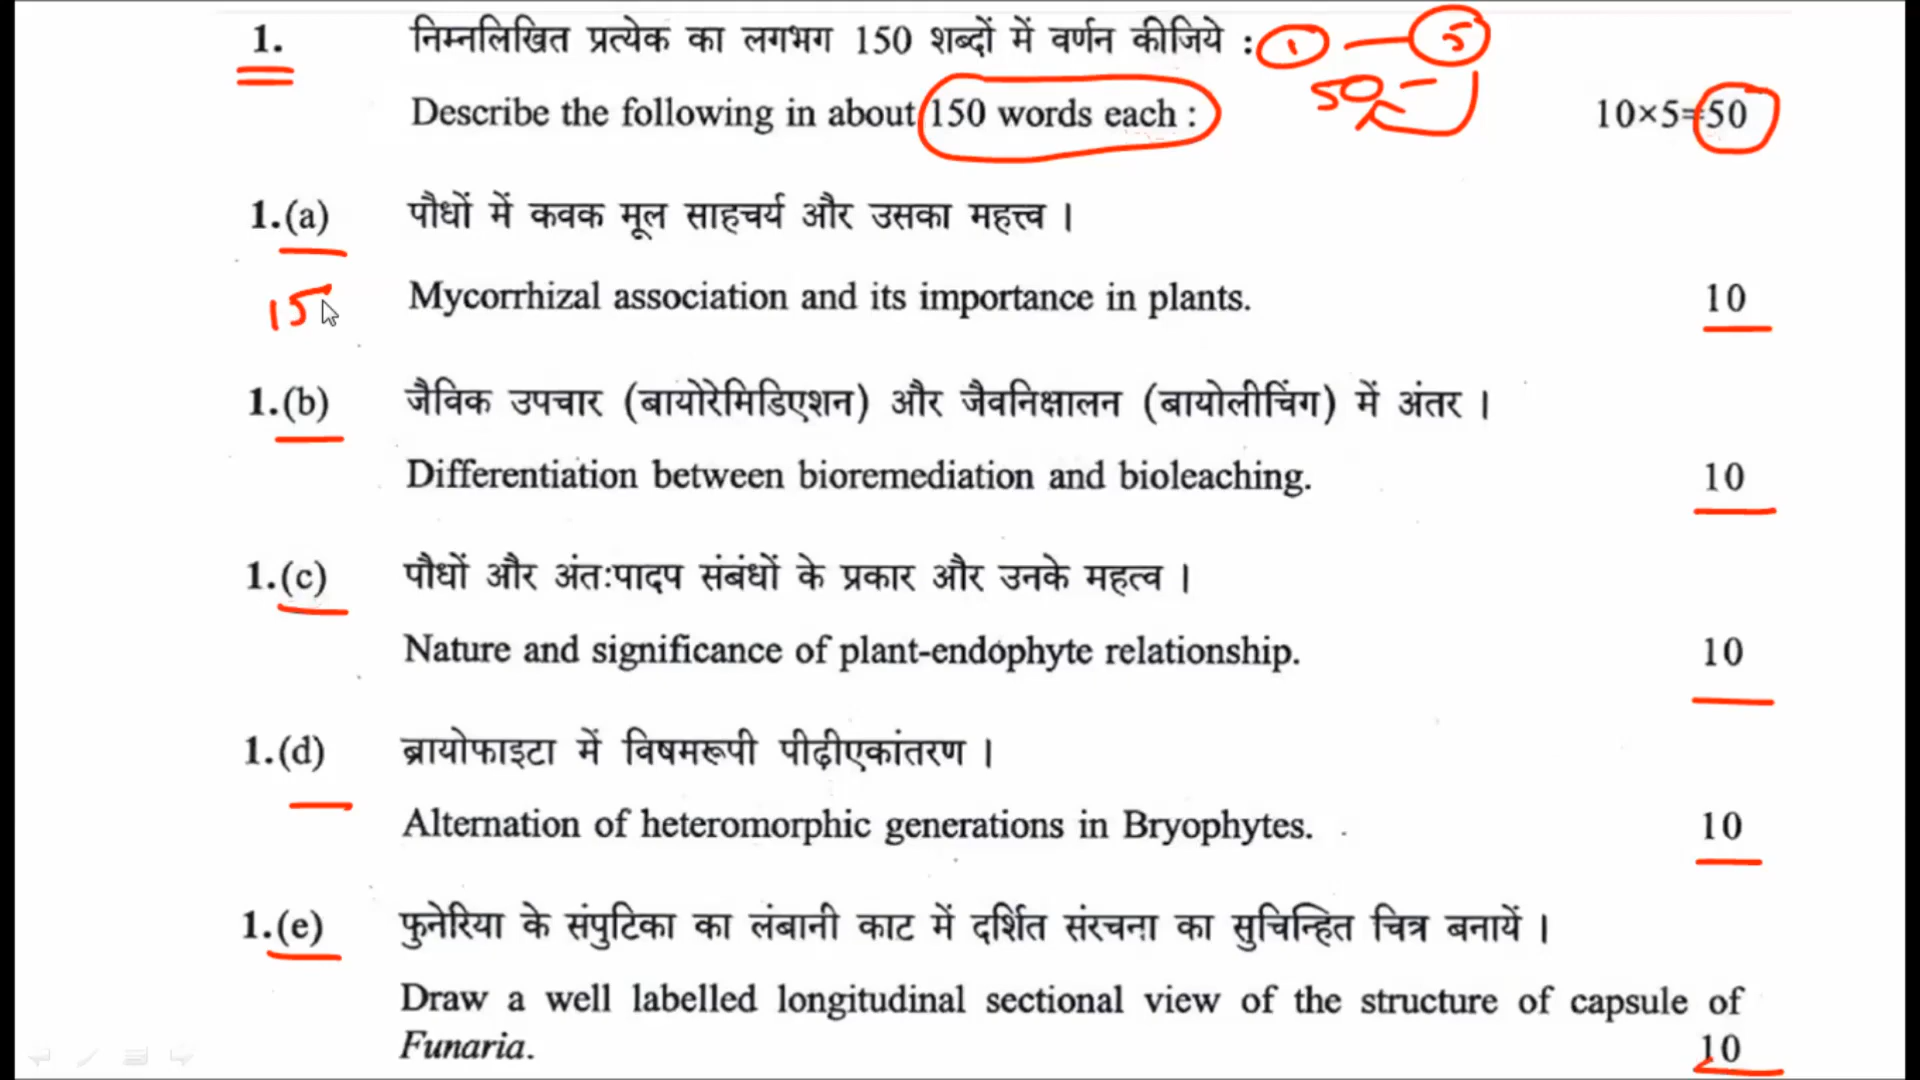 1. निम्नलिखित प्रत्येक का लगभग 150 शब्दों में वर्णन कीजिये : 1 — 5
50 -
Describe the following in about 150 words each : 10×5=50
1.(a) पौधों में कवक मूल साहचर्य और उसका महत्त्व ।
15
Mycorrhizal association and its importance in plants. 10
1.(b) जैविक उपचार (बायोरेमिडिएशन) और जैवनिक्षालन (बायोलीचिंग) में अंतर ।
Differentiation between bioremediation and bioleaching. 10
1.(c) पौधों और अंतःपादप संबंधों के प्रकार और उनके महत्व ।
Nature and significance of plant-endophyte relationship. 10
1.(d) ब्रायोफाइटा में विषमरूपी पीढ़ीएकांतरण ।
Alternation of heteromorphic generations in Bryophytes. 10
1.(e) फुनेरिया के संपुटिका का लंबानी काट में दर्शित संरचना का सुचिन्हित चित्र बनायें ।
Draw a well labelled longitudinal sectional view of the structure of capsule of
Funaria. 10